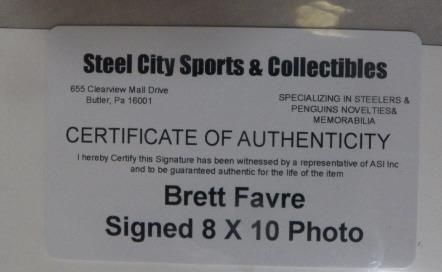 Steel City Sports & Collectibles
655 Clearview Mall Drive
Butler, Pa 16001
SPECIALIZING IN STEELERS &
PENGUINS NOVELTIES&
MEMORABILIA
CERTIFICATE OF AUTHENTICITY
I hereby Certify this Signature has been witnessed by a representative of ASI Inc
and to be guaranteed authentic for the life of the item
Brett Favre
Signed 8 X 10 Photo